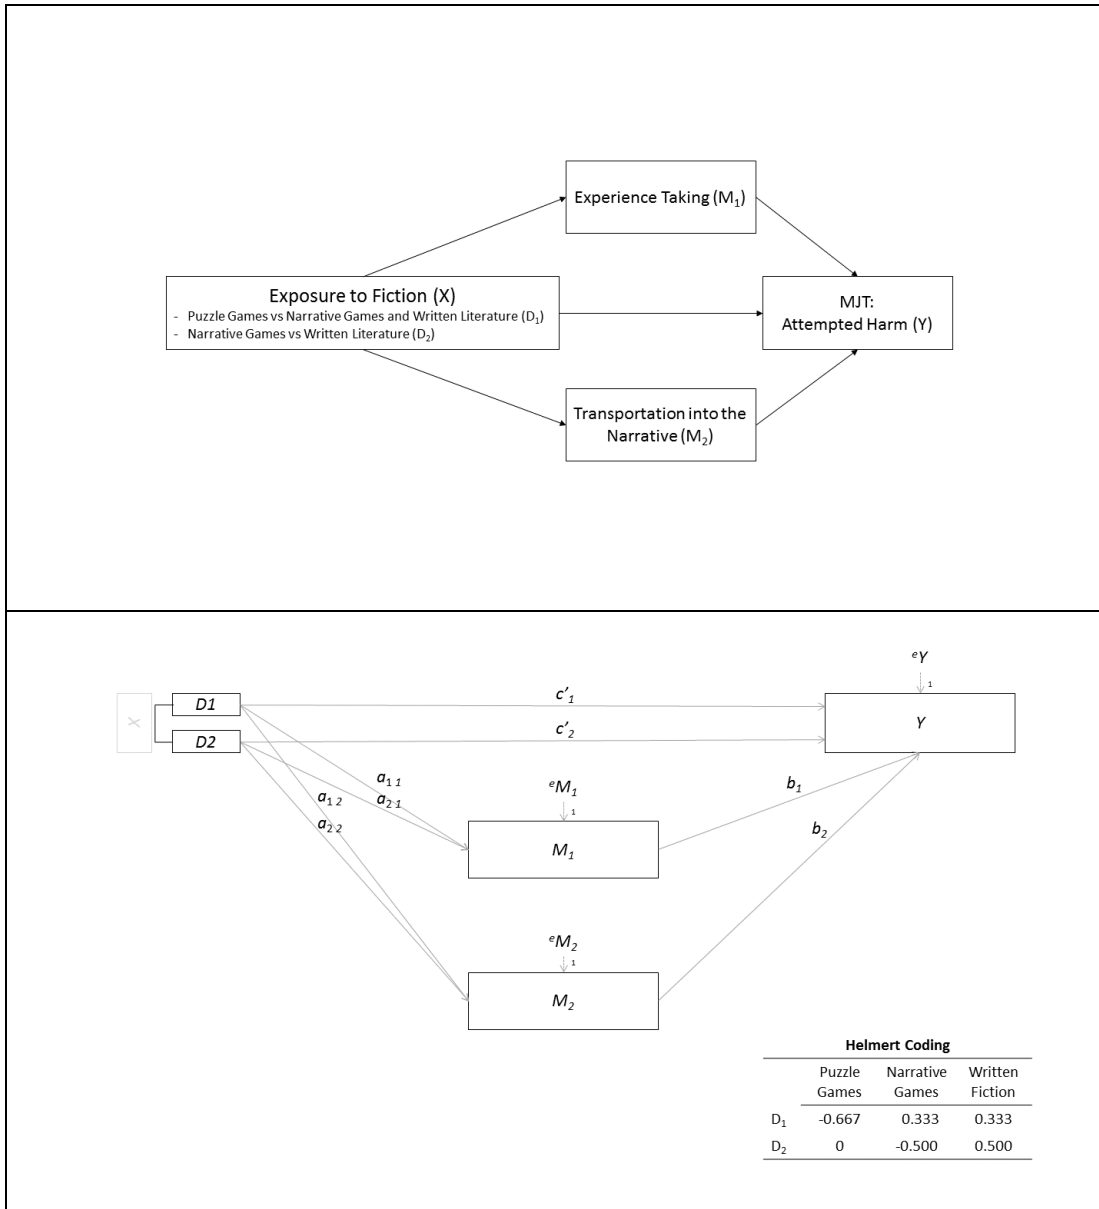 Experience Taking (M₁)
Exposure to Fiction (X)
- Puzzle Games vs Narrative Games and Written Literature (D₁)
- Narrative Games vs Written Literature (D₂)
MJT:
Attempted Harm (Y)
Transportation into the
Narrative (M₂)
eY
1
X
D1
D2
c'₁
c'₂
Y
a₁ ₁
a₂ ₁
a₁ ₂
a₂ ₂
eM₁
1
M₁
b₁
b₂
eM₂
1
M₂
Helmert Coding
Puzzle Narrative Written
Games Games Fiction
D₁ -0.667 0.333 0.333
D₂ 0 -0.500 0.500